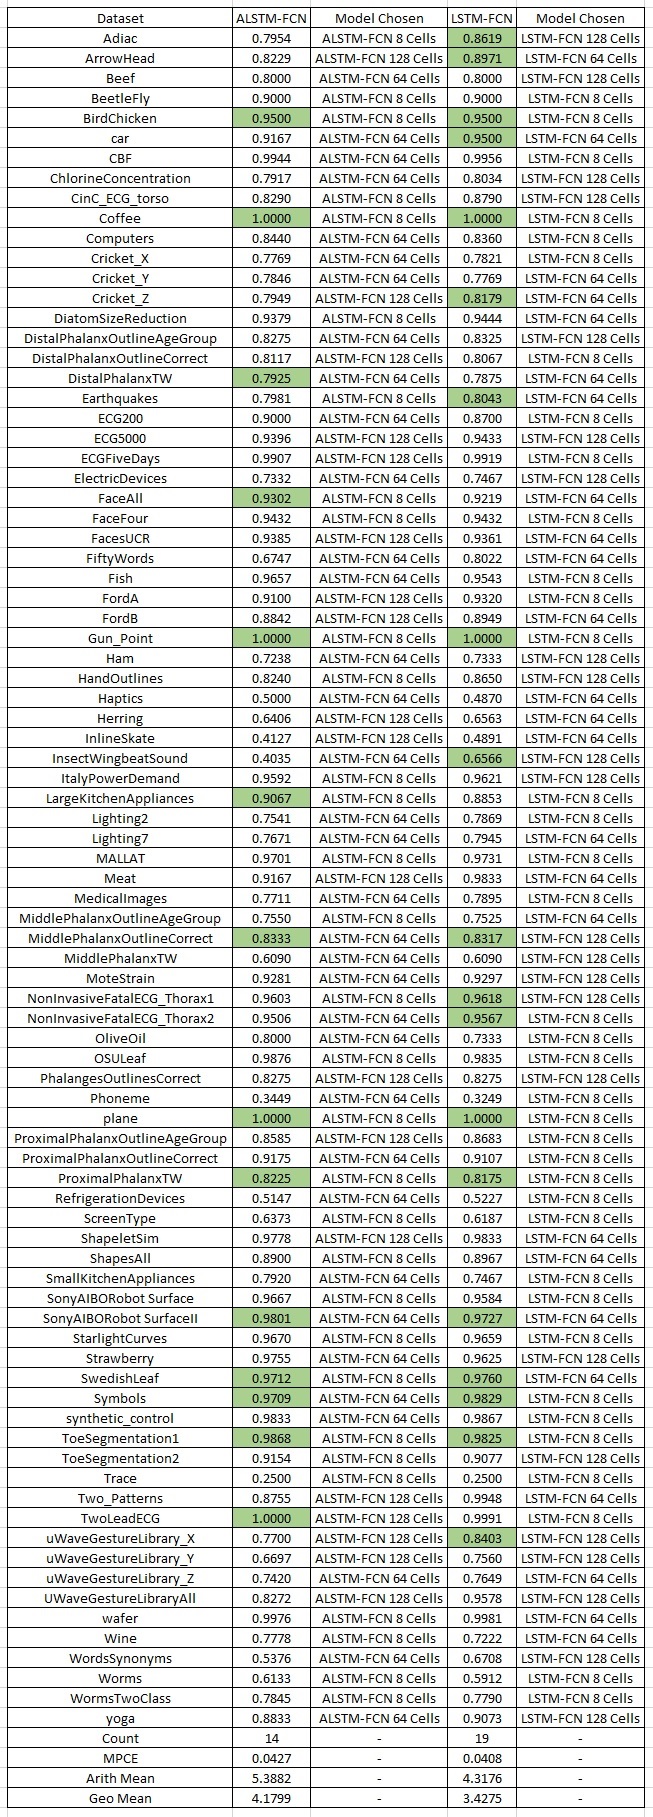 Dataset ALSTM-FCN Model Chosen LSTM-FCN Model Chosen
Adiac 0.7954 ALSTM-FCN 8 Cells 0.8619 LSTM-FCN 128 Cells
ArrowHead 0.8229 ALSTM-FCN 128 Cells 0.8971 LSTM-FCN 64 Cells
Beef 0.8000 ALSTM-FCN 64 Cells 0.8000 LSTM-FCN 128 Cells
BeetleFly 0.9000 ALSTM-FCN 8 Cells 0.9000 LSTM-FCN 8 Cells
BirdChicken 0.9500 ALSTM-FCN 8 Cells 0.9500 LSTM-FCN 8 Cells
car 0.9167 ALSTM-FCN 64 Cells 0.9500 LSTM-FCN 64 Cells
CBF 0.9944 ALSTM-FCN 64 Cells 0.9956 LSTM-FCN 8 Cells
ChlorineConcentration 0.7917 ALSTM-FCN 64 Cells 0.8034 LSTM-FCN 128 Cells
CinC_ECG_torso 0.8290 ALSTM-FCN 8 Cells 0.8790 LSTM-FCN 128 Cells
Coffee 1.0000 ALSTM-FCN 8 Cells 1.0000 LSTM-FCN 8 Cells
Computers 0.8440 ALSTM-FCN 64 Cells 0.8360 LSTM-FCN 128 Cells
Cricket_X 0.7769 ALSTM-FCN 64 Cells 0.7821 LSTM-FCN 8 Cells
Cricket_Y 0.7846 ALSTM-FCN 64 Cells 0.7769 LSTM-FCN 64 Cells
Cricket_Z 0.7949 ALSTM-FCN 128 Cells 0.8179 LSTM-FCN 64 Cells
DiatomSizeReduction 0.9379 ALSTM-FCN 64 Cells 0.9444 LSTM-FCN 64 Cells
DistalPhalanxOutlineAgeGroup 0.8275 ALSTM-FCN 64 Cells 0.8325 LSTM-FCN 128 Cells
DistalPhalanxOutlineCorrect 0.8117 ALSTM-FCN 128 Cells 0.8067 LSTM-FCN 8 Cells
DistalPhalanxTW 0.7925 ALSTM-FCN 64 Cells 0.7875 LSTM-FCN 64 Cells
Earthquakes 0.7981 ALSTM-FCN 8 Cells 0.8043 LSTM-FCN 128 Cells
ECG200 0.9000 ALSTM-FCN 64 Cells 0.8700 LSTM-FCN 8 Cells
ECG5000 0.9396 ALSTM-FCN 128 Cells 0.9433 LSTM-FCN 128 Cells
ECGFiveDays 0.9907 ALSTM-FCN 128 Cells 0.9919 LSTM-FCN 8 Cells
ElectricDevices 0.7332 ALSTM-FCN 64 Cells 0.7467 LSTM-FCN 128 Cells
FaceAll 0.9302 ALSTM-FCN 8 Cells 0.9219 LSTM-FCN 64 Cells
FaceFour 0.9432 ALSTM-FCN 8 Cells 0.9432 LSTM-FCN 8 Cells
FacesUCR 0.9385 ALSTM-FCN 128 Cells 0.9361 LSTM-FCN 64 Cells
FiftyWords 0.6747 ALSTM-FCN 64 Cells 0.8022 LSTM-FCN 128 Cells
Fish 0.9657 ALSTM-FCN 64 Cells 0.9543 LSTM-FCN 8 Cells
FordA 0.9100 ALSTM-FCN 128 Cells 0.9320 LSTM-FCN 8 Cells
FordB 0.8842 ALSTM-FCN 128 Cells 0.8949 LSTM-FCN 64 Cells
Gun_Point 1.0000 ALSTM-FCN 8 Cells 1.0000 LSTM-FCN 8 Cells
Ham 0.7238 ALSTM-FCN 64 Cells 0.7333 LSTM-FCN 128 Cells
HandOutlines 0.8240 ALSTM-FCN 8 Cells 0.8650 LSTM-FCN 128 Cells
Haptics 0.5000 ALSTM-FCN 8 Cells 0.4870 LSTM-FCN 64 Cells
Herring 0.6406 ALSTM-FCN 128 Cells 0.6563 LSTM-FCN 128 Cells
InlineSkate 0.4127 ALSTM-FCN 128 Cells 0.4891 LSTM-FCN 64 Cells
InsectWingbeatSound 0.4035 ALSTM-FCN 64 Cells 0.6566 LSTM-FCN 128 Cells
ItalyPowerDemand 0.9592 ALSTM-FCN 8 Cells 0.9621 LSTM-FCN 128 Cells
LargeKitchenAppliances 0.9067 ALSTM-FCN 8 Cells 0.8853 LSTM-FCN 8 Cells
Lighting2 0.7541 ALSTM-FCN 64 Cells 0.7869 LSTM-FCN 8 Cells
Lighting7 0.7671 ALSTM-FCN 64 Cells 0.7945 LSTM-FCN 64 Cells
MALLAT 0.9701 ALSTM-FCN 8 Cells 0.9731 LSTM-FCN 8 Cells
Meat 0.9167 ALSTM-FCN 128 Cells 0.9833 LSTM-FCN 64 Cells
MedicalImages 0.7711 ALSTM-FCN 64 Cells 0.7895 LSTM-FCN 8 Cells
MiddlePhalanxOutlineAgeGroup 0.7550 ALSTM-FCN 8 Cells 0.7525 LSTM-FCN 64 Cells
MiddlePhalanxOutlineCorrect 0.8333 ALSTM-FCN 64 Cells 0.8317 LSTM-FCN 128 Cells
MiddlePhalanxTW 0.6090 ALSTM-FCN 64 Cells 0.6090 LSTM-FCN 128 Cells
MoteStrain 0.9281 ALSTM-FCN 64 Cells 0.9297 LSTM-FCN 8 Cells
NonInvasiveFatalECG_Thorax1 0.9603 ALSTM-FCN 8 Cells 0.9618 LSTM-FCN 128 Cells
NonInvasiveFatalECG_Thorax2 0.9506 ALSTM-FCN 64 Cells 0.9567 LSTM-FCN 8 Cells
OliveOil 0.8000 ALSTM-FCN 64 Cells 0.7333 LSTM-FCN 8 Cells
OSULeaf 0.9876 ALSTM-FCN 8 Cells 0.9835 LSTM-FCN 8 Cells
PhalangesOutlinesCorrect 0.8275 ALSTM-FCN 128 Cells 0.8275 LSTM-FCN 128 Cells
Phoneme 0.3449 ALSTM-FCN 64 Cells 0.3249 LSTM-FCN 8 Cells
plane 1.0000 ALSTM-FCN 8 Cells 1.0000 LSTM-FCN 8 Cells
ProximalPhalanxOutlineAgeGroup 0.8585 ALSTM-FCN 128 Cells 0.8683 LSTM-FCN 8 Cells
ProximalPhalanxOutlineCorrect 0.9175 ALSTM-FCN 64 Cells 0.9107 LSTM-FCN 8 Cells
ProximalPhalanxTW 0.8225 ALSTM-FCN 8 Cells 0.8175 LSTM-FCN 8 Cells
RefrigerationDevices 0.5147 ALSTM-FCN 64 Cells 0.5227 LSTM-FCN 8 Cells
ScreenType 0.6373 ALSTM-FCN 8 Cells 0.6187 LSTM-FCN 8 Cells
ShapeletSim 0.9778 ALSTM-FCN 128 Cells 0.9833 LSTM-FCN 64 Cells
ShapesAll 0.8900 ALSTM-FCN 8 Cells 0.8967 LSTM-FCN 64 Cells
SmallKitchenAppliances 0.7920 ALSTM-FCN 64 Cells 0.7467 LSTM-FCN 8 Cells
SonyAIBORobot Surface 0.9667 ALSTM-FCN 8 Cells 0.9584 LSTM-FCN 128 Cells
SonyAIBORobot SurfaceII 0.9801 ALSTM-FCN 64 Cells 0.9727 LSTM-FCN 64 Cells
StarlightCurves 0.9670 ALSTM-FCN 8 Cells 0.9659 LSTM-FCN 8 Cells
Strawberry 0.9755 ALSTM-FCN 64 Cells 0.9625 LSTM-FCN 128 Cells
SwedishLeaf 0.9712 ALSTM-FCN 8 Cells 0.9760 LSTM-FCN 64 Cells
Symbols 0.9709 ALSTM-FCN 64 Cells 0.9829 LSTM-FCN 64 Cells
synthetic_control 0.9833 ALSTM-FCN 64 Cells 0.9867 LSTM-FCN 8 Cells
ToeSegmentation1 0.9868 ALSTM-FCN 8 Cells 0.9825 LSTM-FCN 8 Cells
ToeSegmentation2 0.9154 ALSTM-FCN 8 Cells 0.9077 LSTM-FCN 128 Cells
Trace 0.2500 ALSTM-FCN 8 Cells 0.2500 LSTM-FCN 8 Cells
Two_Patterns 0.8755 ALSTM-FCN 128 Cells 0.9948 LSTM-FCN 64 Cells
TwoLeadECG 1.0000 ALSTM-FCN 8 Cells 0.9991 LSTM-FCN 8 Cells
uWaveGestureLibrary_X 0.7700 ALSTM-FCN 128 Cells 0.8403 LSTM-FCN 128 Cells
uWaveGestureLibrary_Y 0.6697 ALSTM-FCN 128 Cells 0.7560 LSTM-FCN 128 Cells
uWaveGestureLibrary_Z 0.7420 ALSTM-FCN 64 Cells 0.7649 LSTM-FCN 64 Cells
UWaveGestureLibraryAll 0.8272 ALSTM-FCN 128 Cells 0.9578 LSTM-FCN 128 Cells
wafer 0.9976 ALSTM-FCN 8 Cells 0.9981 LSTM-FCN 64 Cells
Wine 0.7778 ALSTM-FCN 8 Cells 0.7222 LSTM-FCN 64 Cells
WordsSynonyms 0.5376 ALSTM-FCN 64 Cells 0.6708 LSTM-FCN 128 Cells
Worms 0.6133 ALSTM-FCN 8 Cells 0.5912 LSTM-FCN 8 Cells
WormsTwoClass 0.7845 ALSTM-FCN 8 Cells 0.7790 LSTM-FCN 8 Cells
yoga 0.8833 ALSTM-FCN 64 Cells 0.9073 LSTM-FCN 128 Cells
Count 14 - 19 -
MPCE 0.0427 - 0.0408 -
Arith Mean 5.3882 - 4.3176 -
Geo Mean 4.1799 - 3.4275 -